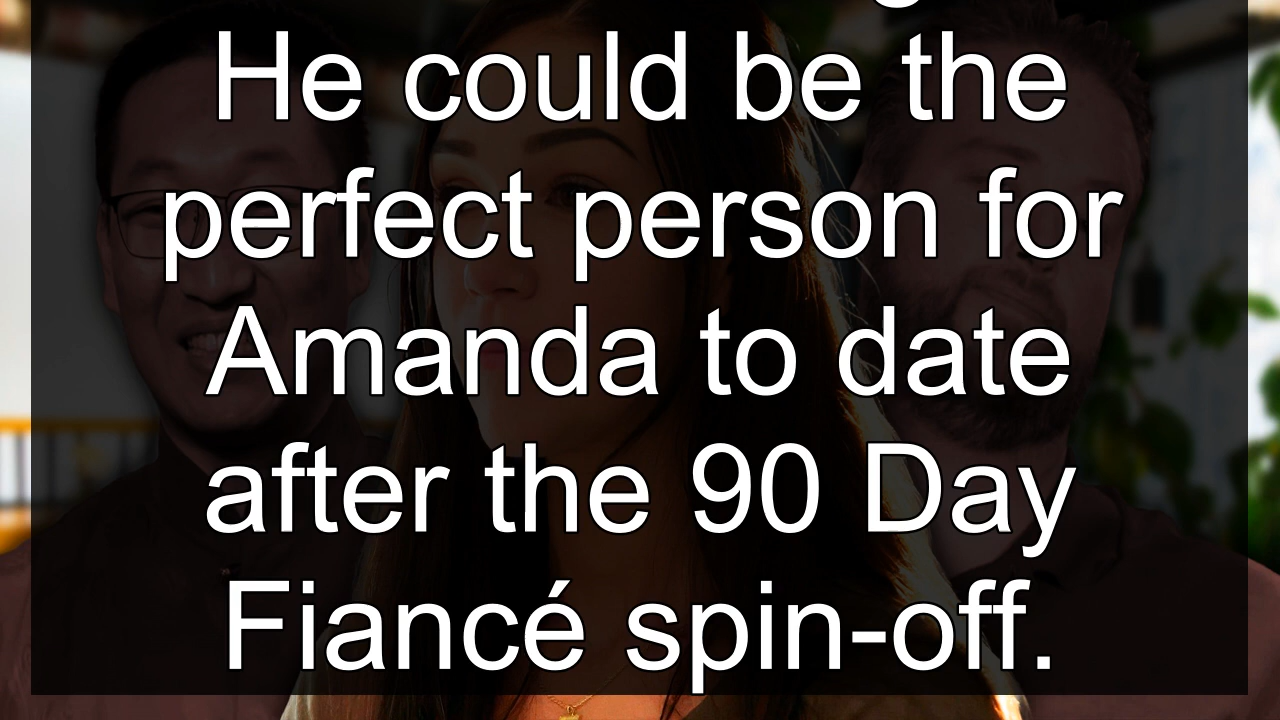 He could be the
perfect person for
Amanda to date
after the 90 Day
Fiancé spin-off.